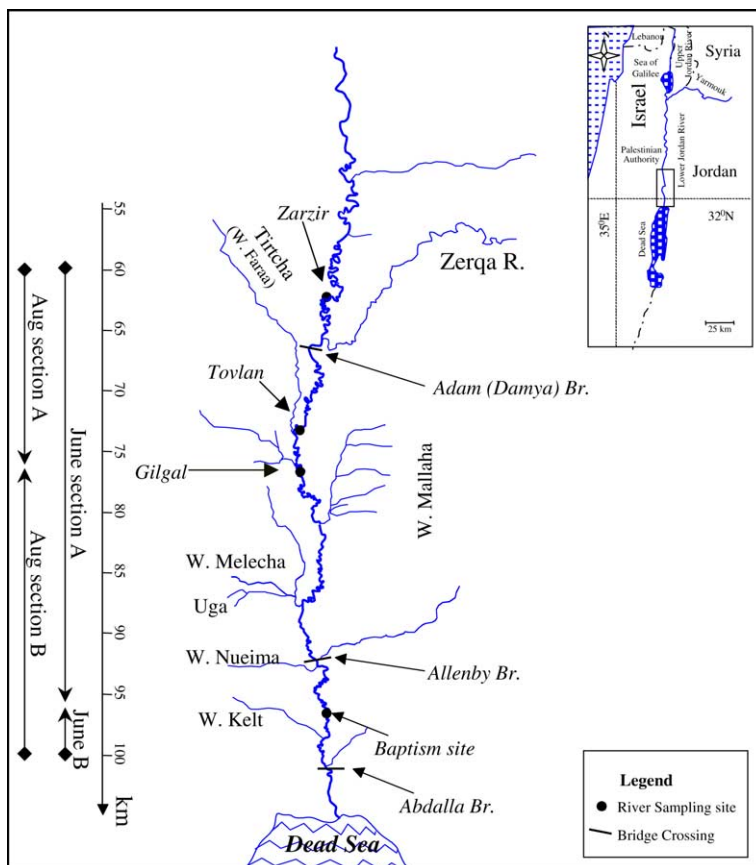 Lebanon
Syria
Upper
Jordan River
Sea of
Galilee
Yarmouk
Israel
Palestinian
Authority
Lower Jordan River
Jordan
35⁰E
32⁰N
Dead Sea
25 km
55
60
65
70
75
80
85
90
95
100
km
Aug section A
Aug section B
June section A
June B
Zarzir
Tirtcha
(W. Faraa)
Zerqa R.
Adam (Damya) Br.
Tovlan
Gilgal
W. Mallaha
W. Melecha
Uga
W. Nueima
Allenby Br.
W. Kelt
Baptism site
Abdalla Br.
Dead Sea
Legend
River Sampling site
Bridge Crossing